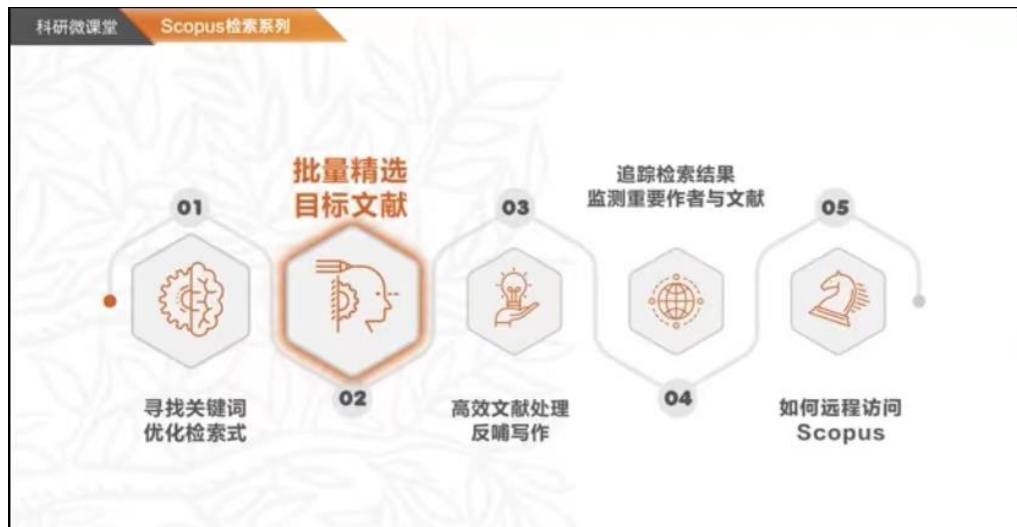 科研微课堂
Scopus检索系列
01
寻找关键词
优化检索式
批量精选
目标文献
02
03
高效文献处理
反哺写作
追踪检索结果
监测重要作者与文献
04
05
如何远程访问
Scopus